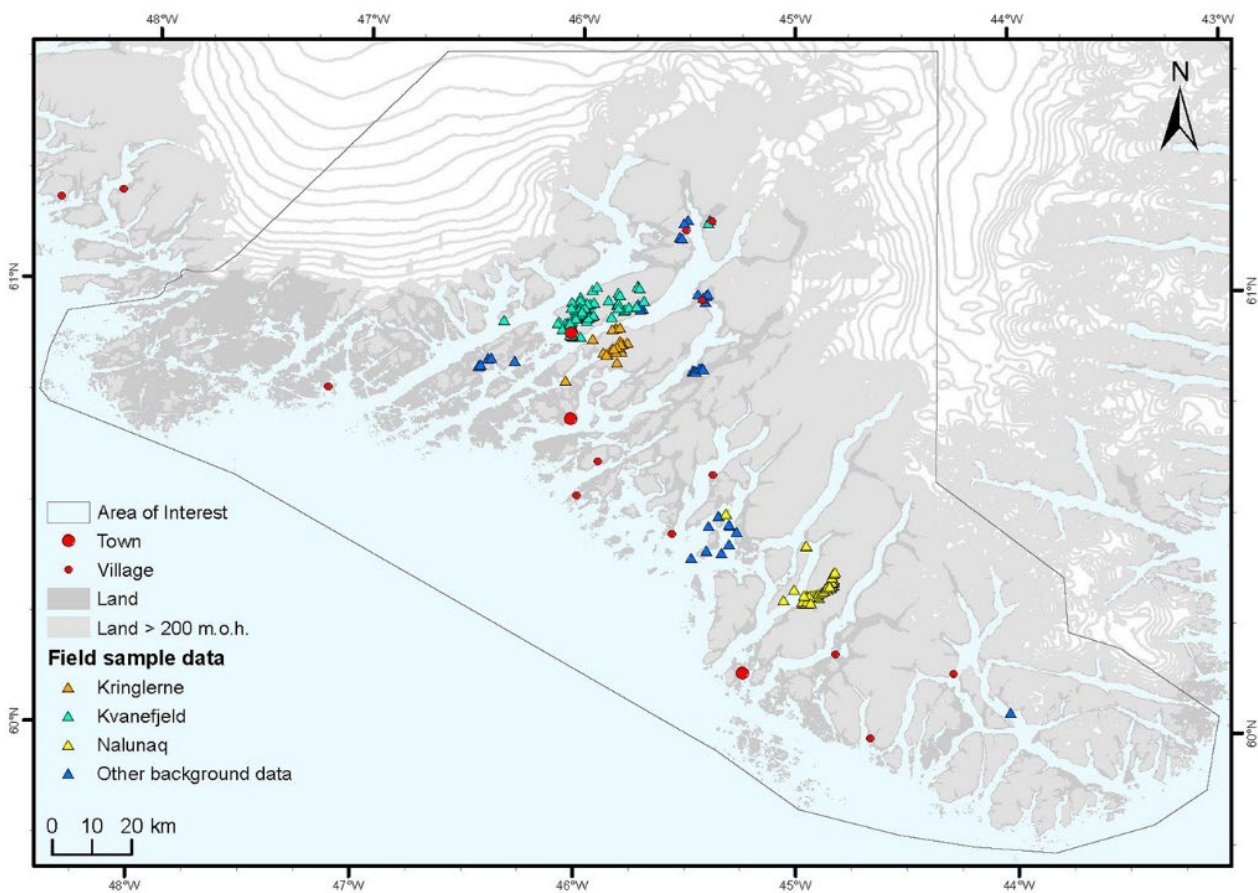 48°W 47°W 46°W 45°W 44°W 43°W
N
61°N 61°N
Area of Interest
Town
Village
Land
Land > 200 m.o.h.
Field sample data
Kringlerne
Kvanefjeld
Nalunaq
Other background data
60°N 60°N
0 10 20 km
48°W 47°W 46°W 45°W 44°W